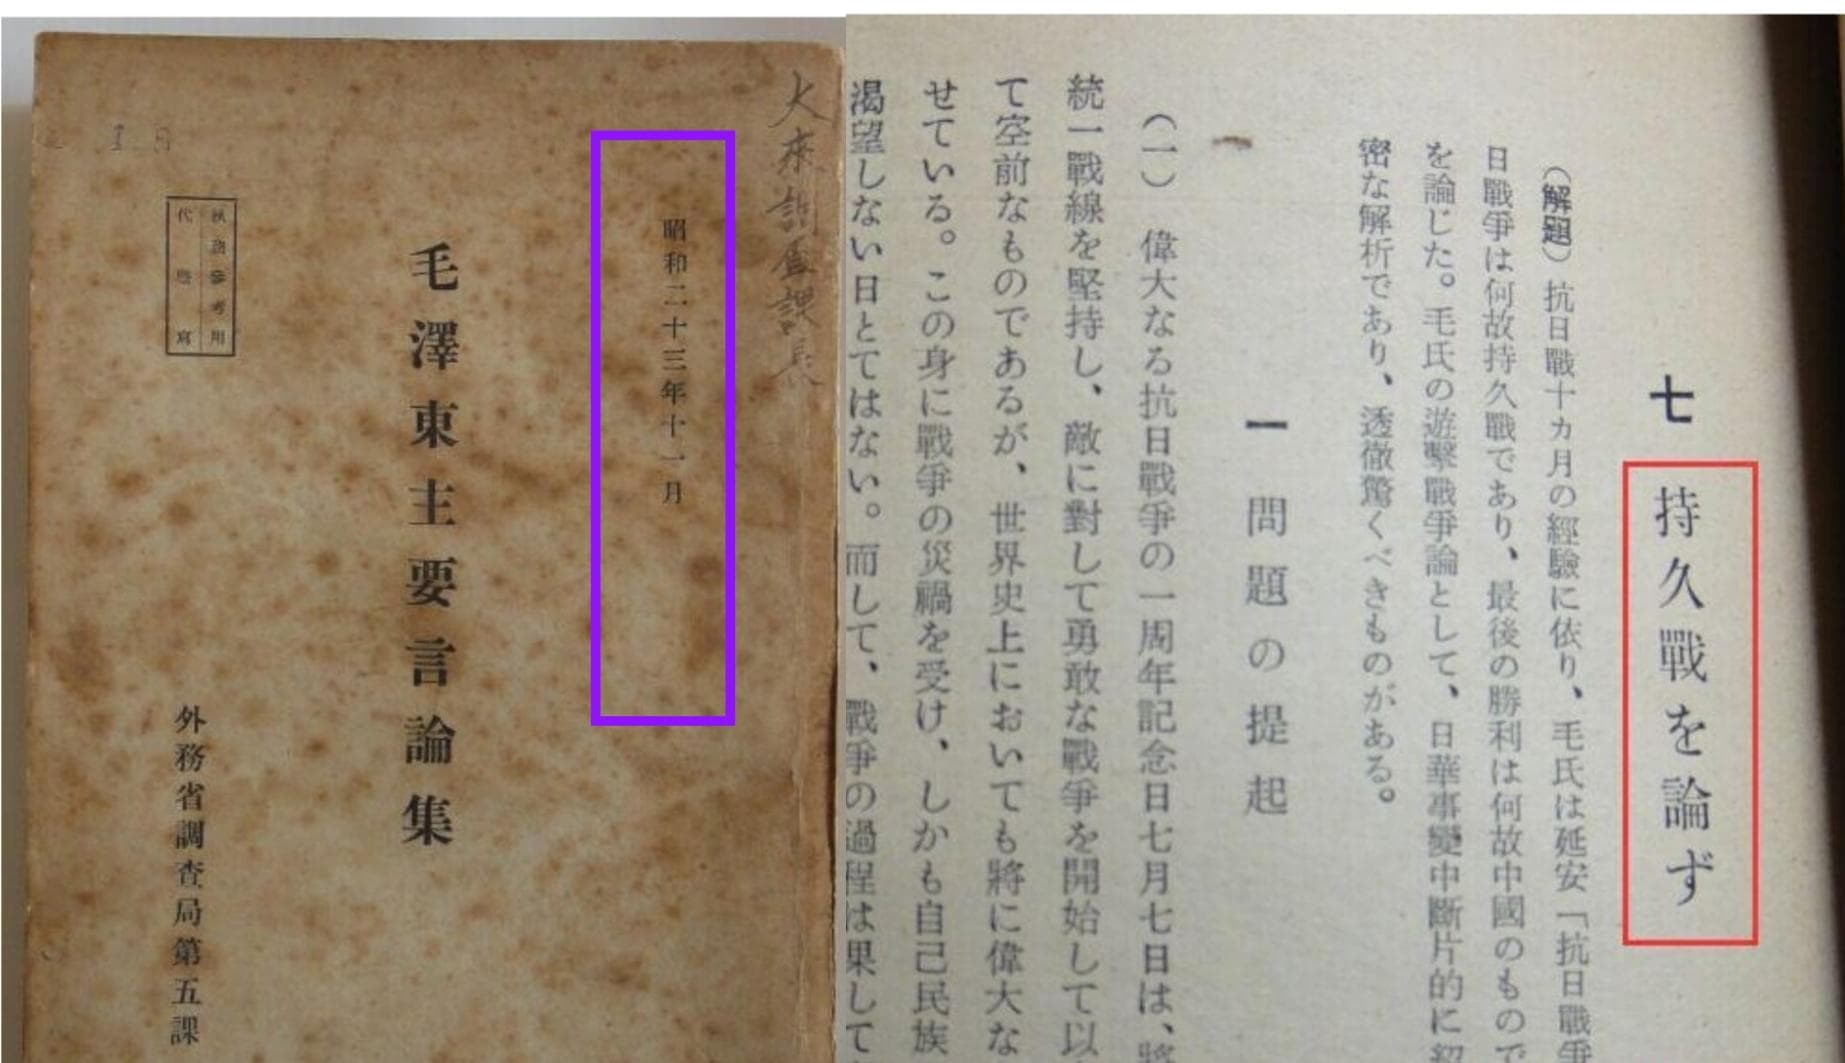 大来調査課長
昭和二十三年十一月
毛澤東主要言論集
執務參考用
代謄寫
外務省調査局第五課
七 持久戰を論ず
(解題)抗日戰十カ月の經驗に依り、毛氏は延安「抗日戰爭
日戰爭は何故持久戰であり、最後の勝利は何故中國のもので
を論じた。毛氏の遊擊戰爭論として、日華事變中斷片的に紹
密な解析であり、透徹驚くべきものがある。
一 問題の提起
(一) 偉大なる抗日戰爭の一周年記念日七月七日は、將
統一戰線を堅持し、敵に對して勇敢な戰爭を開始して以
て空前なものであるが、世界史上においても將に偉大な
せている。この身に戰爭の災禍を受け、しかも自己民族
渴望しない日とてはない。而して、戰爭の過程は果して